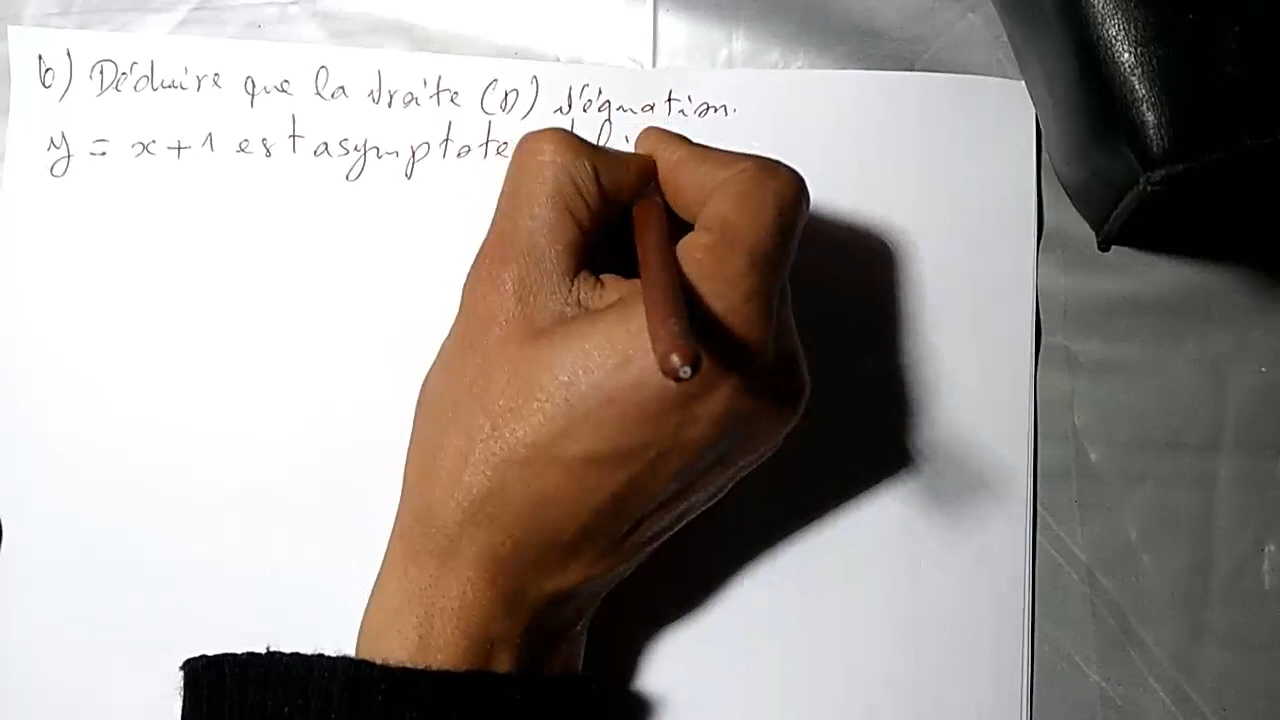 b) Déduire que la droite (D) d'équation.
y = x + 1 est asymptote